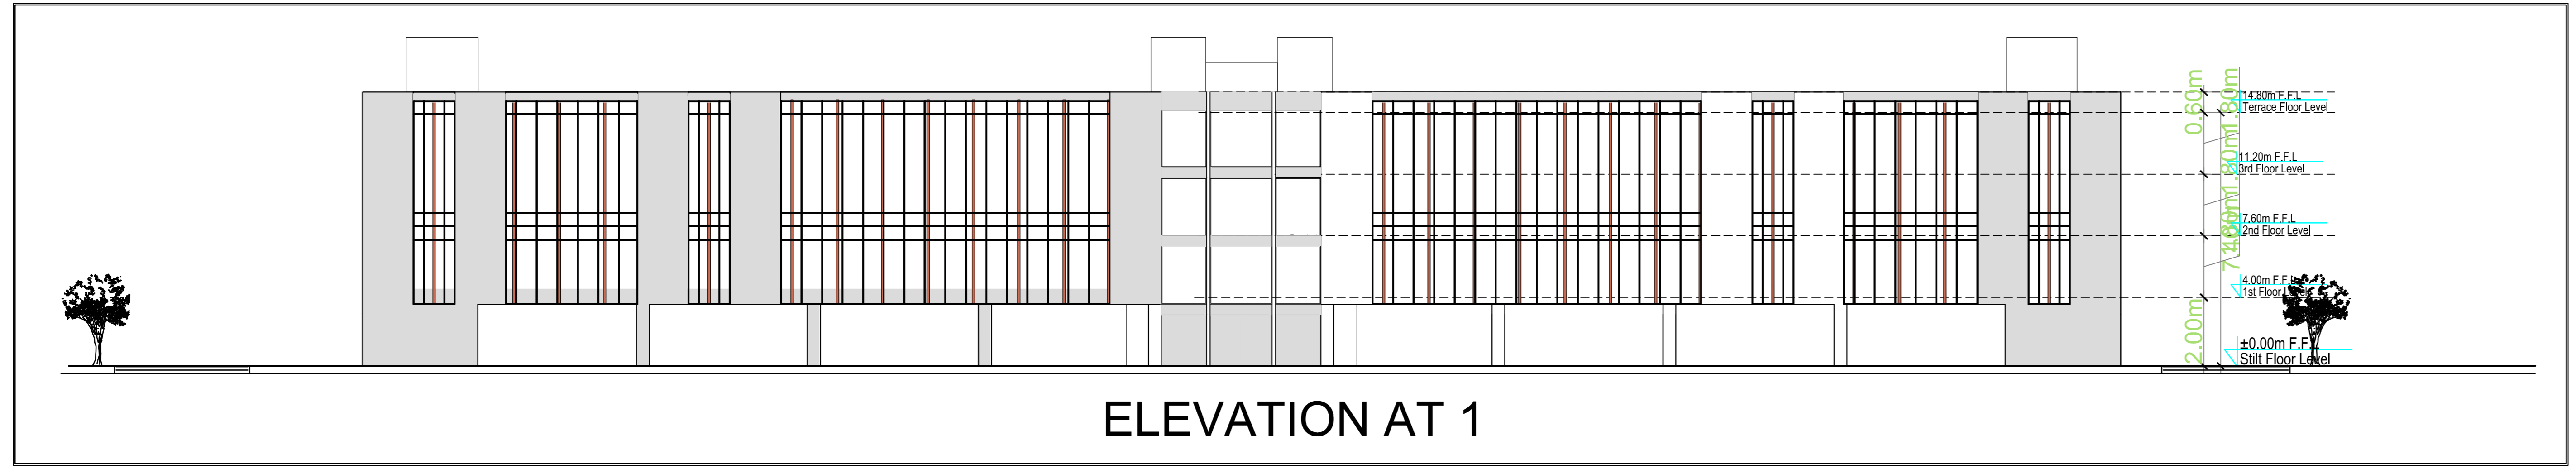 0.60m
1.80m
14.80m F.F.L
Terrace Floor Level
11.20m F.F.L
3rd Floor Level
7.60m F.F.L
2nd Floor Level
4.00m F.F.L
1st Floor Level
2.00m
±0.00m F.F.L
Stilt Floor Level
ELEVATION AT 1